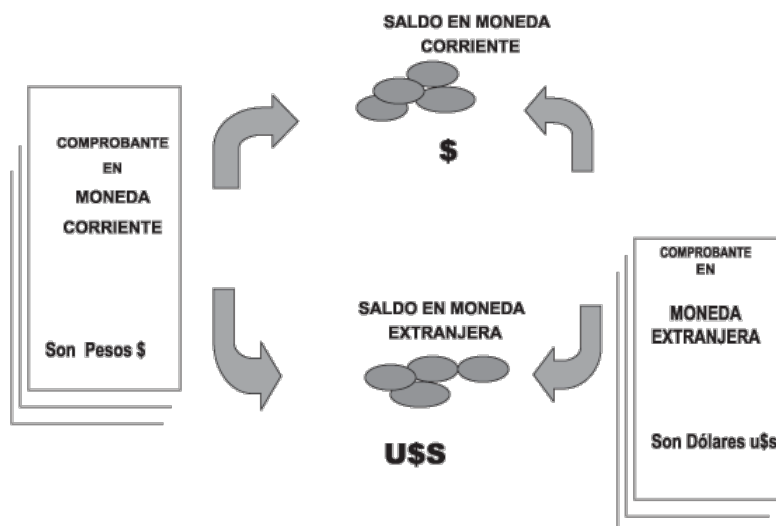 SALDO EN MONEDA
CORRIENTE
$
COMPROBANTE
EN
MONEDA
CORRIENTE
Son Pesos $
SALDO EN MONEDA
EXTRANJERA
U$S
COMPROBANTE
EN
MONEDA
EXTRANJERA
Son Dólares u$s